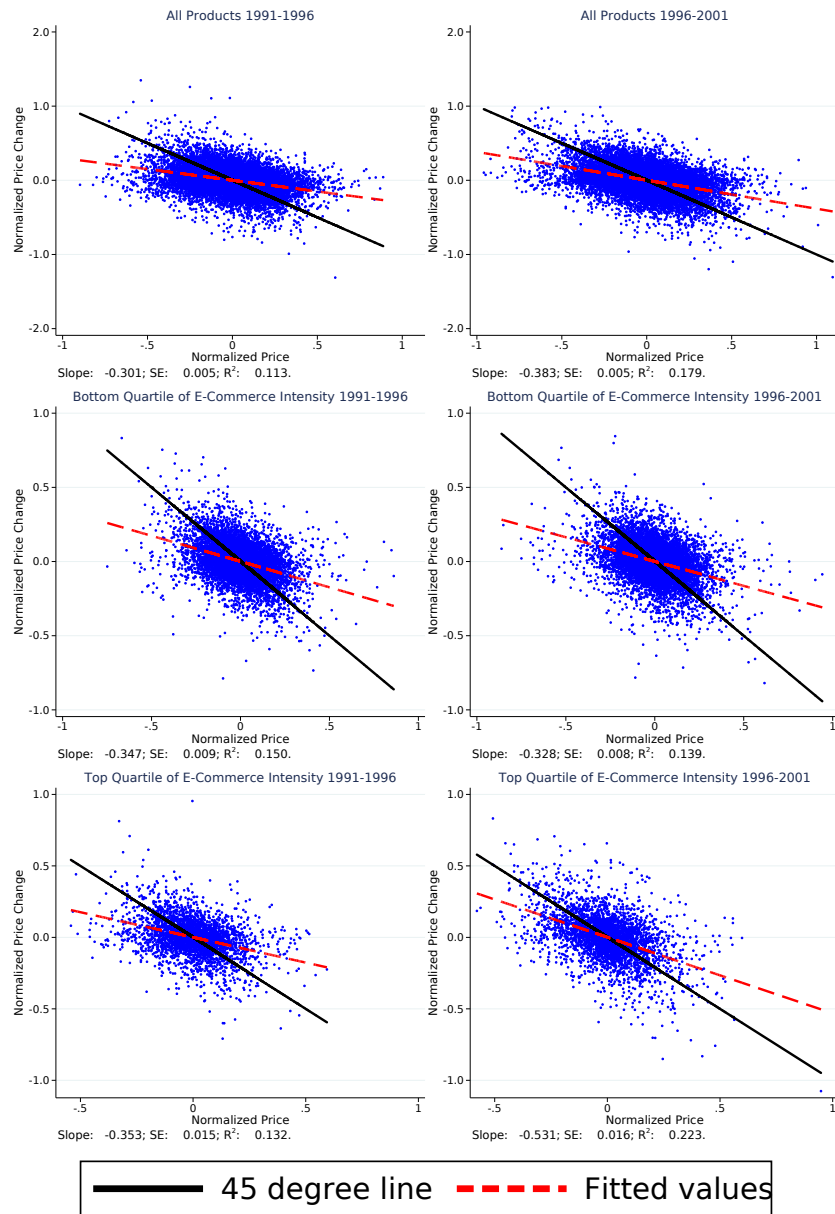 All Products 1991-1996
2.0
1.0
0.0
-1.0
-2.0
Normalized Price Change
-1 -.5 0 .5 1
Normalized Price
Slope: -0.301; SE: 0.005; R²: 0.113.
All Products 1996-2001
2.0
1.0
0.0
-1.0
-2.0
Normalized Price Change
-1 -.5 0 .5 1
Normalized Price
Slope: -0.383; SE: 0.005; R²: 0.179.
Bottom Quartile of E-Commerce Intensity 1991-1996
1.0
0.5
0.0
-0.5
-1.0
Normalized Price Change
-1 -.5 0 .5 1
Normalized Price
Slope: -0.347; SE: 0.009; R²: 0.150.
Bottom Quartile of E-Commerce Intensity 1996-2001
1.0
0.5
0.0
-0.5
-1.0
Normalized Price Change
-1 -.5 0 .5 1
Normalized Price
Slope: -0.328; SE: 0.008; R²: 0.139.
Top Quartile of E-Commerce Intensity 1991-1996
1.0
0.5
0.0
-0.5
-1.0
Normalized Price Change
-.5 0 .5 1
Normalized Price
Slope: -0.353; SE: 0.015; R²: 0.132.
Top Quartile of E-Commerce Intensity 1996-2001
1.0
0.5
0.0
-0.5
-1.0
Normalized Price Change
-.5 0 .5 1
Normalized Price
Slope: -0.531; SE: 0.016; R²: 0.223.
45 degree line Fitted values